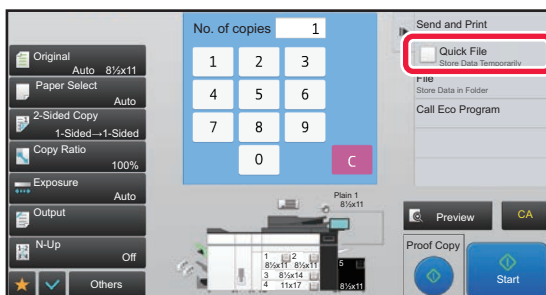 Original
Auto 8½x11
Paper Select
Auto
2-Sided Copy
1-Sided→1-Sided
Copy Ratio
100%
Exposure
Auto
Output
N-Up
Off
Others
No. of copies 1
1 2 3
4 5 6
7 8 9
0 C
Plain 1
8½x11
1 2
8½x11 8½x11
3 8½x14
4 11x17
5
8½x11
Send and Print
Quick File
Store Data Temporarily
File
Store Data in Folder
Call Eco Program
Preview CA
Proof Copy
Start